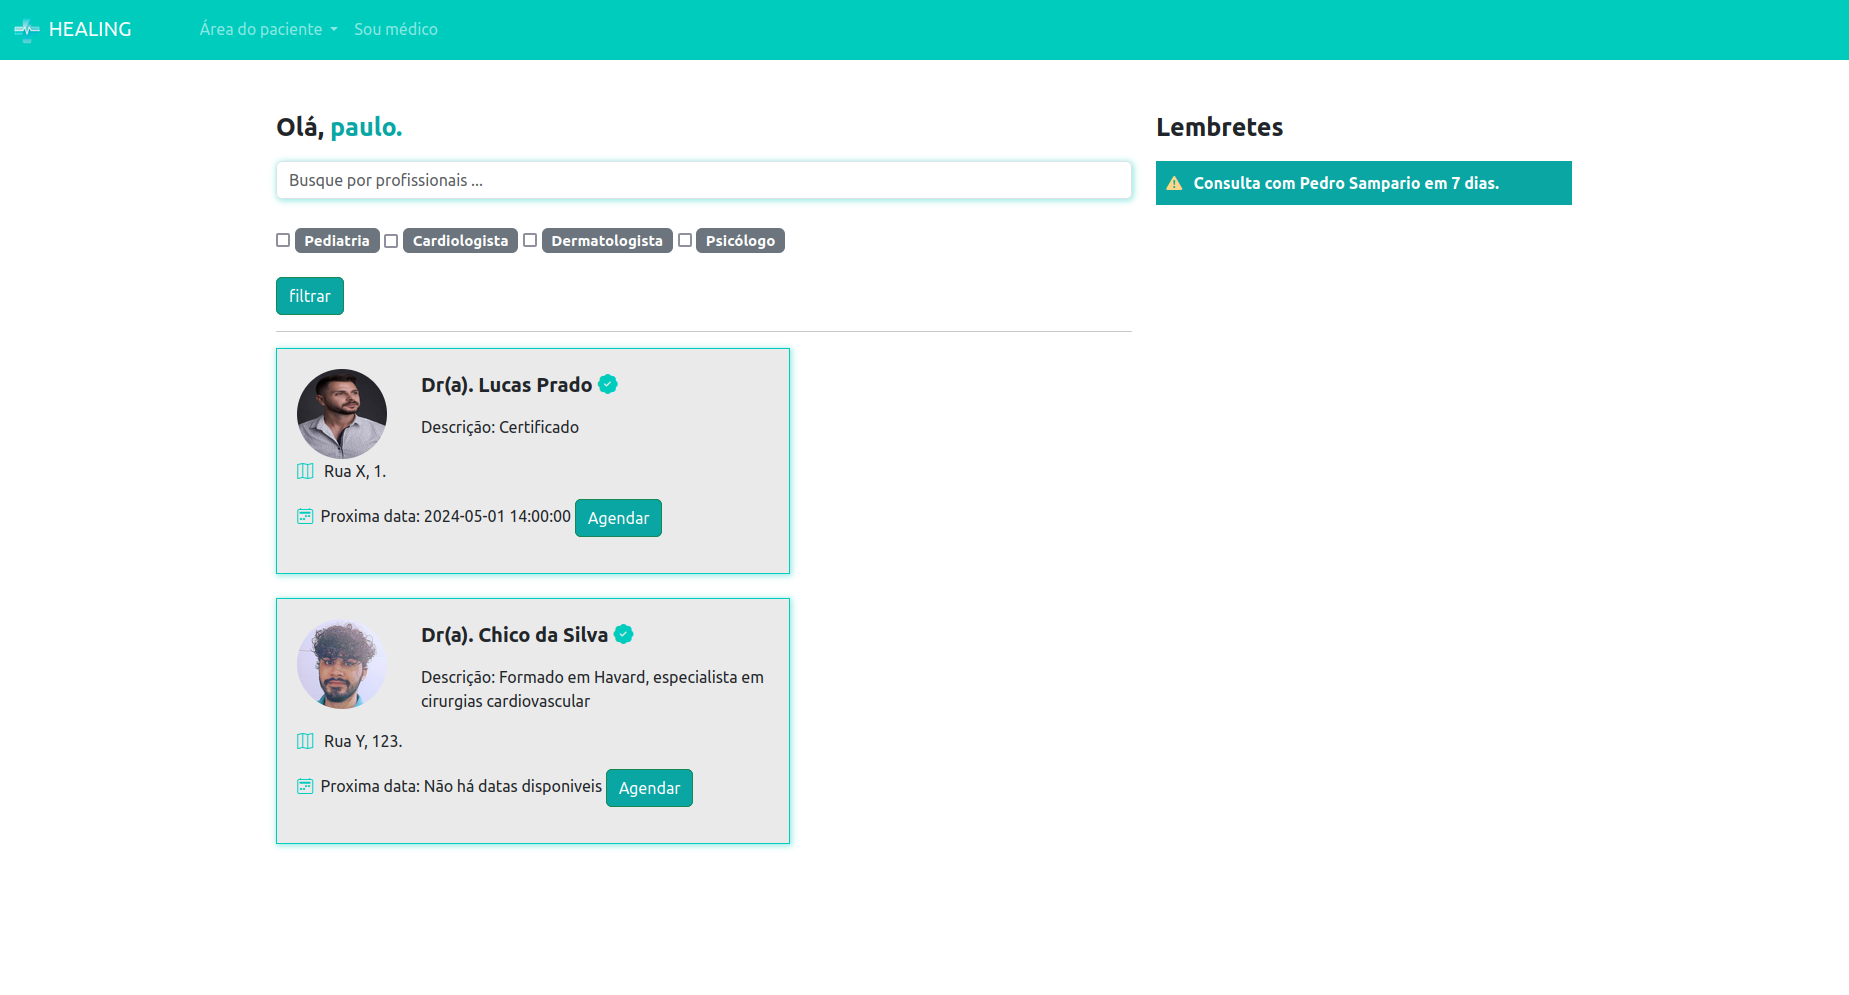 HEALING
Área do paciente
Sou médico
Olá, paulo.
Busque por profissionais ...
Pediatria
Cardiologista
Dermatologista
Psicólogo
filtrar
Dr(a). Lucas Prado
Descrição: Certificado
Rua X, 1.
Proxima data: 2024-05-01 14:00:00
Agendar
Dr(a). Chico da Silva
Descrição: Formado em Havard, especialista em
cirurgias cardiovascular
Rua Y, 123.
Proxima data: Não há datas disponiveis
Agendar
Lembretes
Consulta com Pedro Sampario em 7 dias.